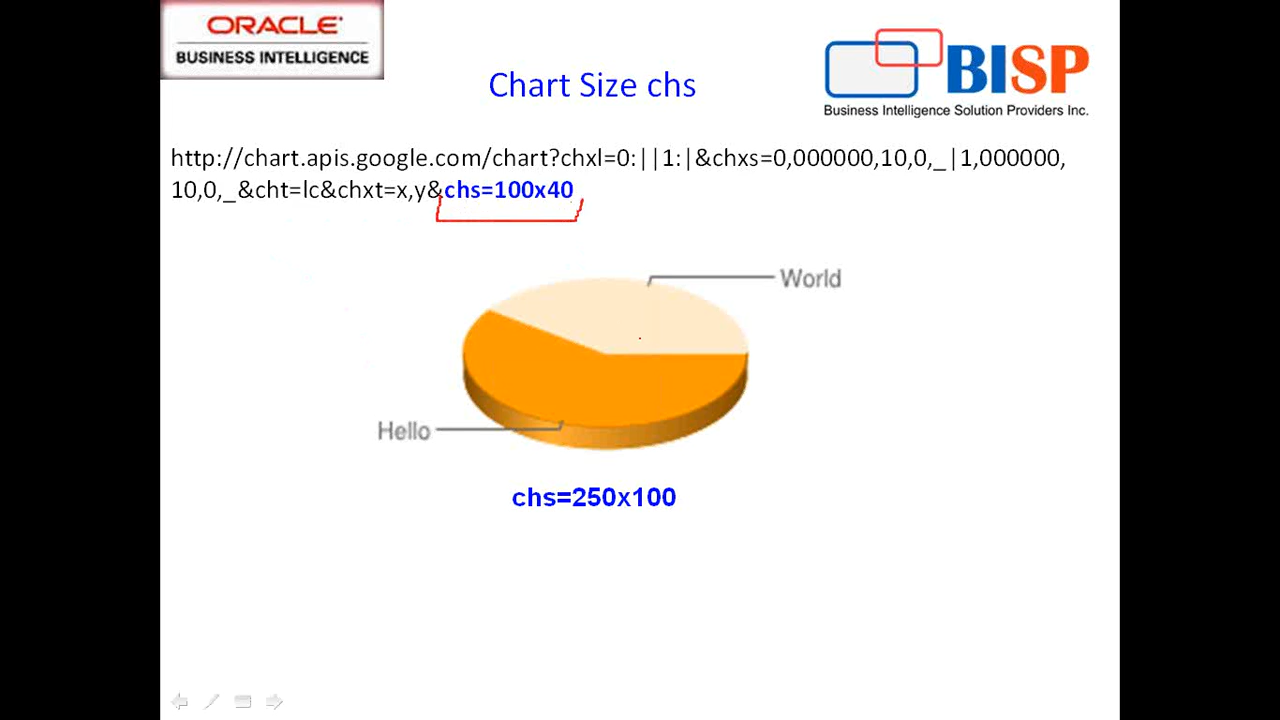 ORACLE
BUSINESS INTELLIGENCE
BISP
Business Intelligence Solution Providers Inc.
Chart Size chs
http://chart.apis.google.com/chart?chxl=0:||1:|&chxs=0,000000,10,0,_|1,000000,
10,0,_&cht=lc&chxt=x,y&chs=100x40
World
Hello
chs=250x100